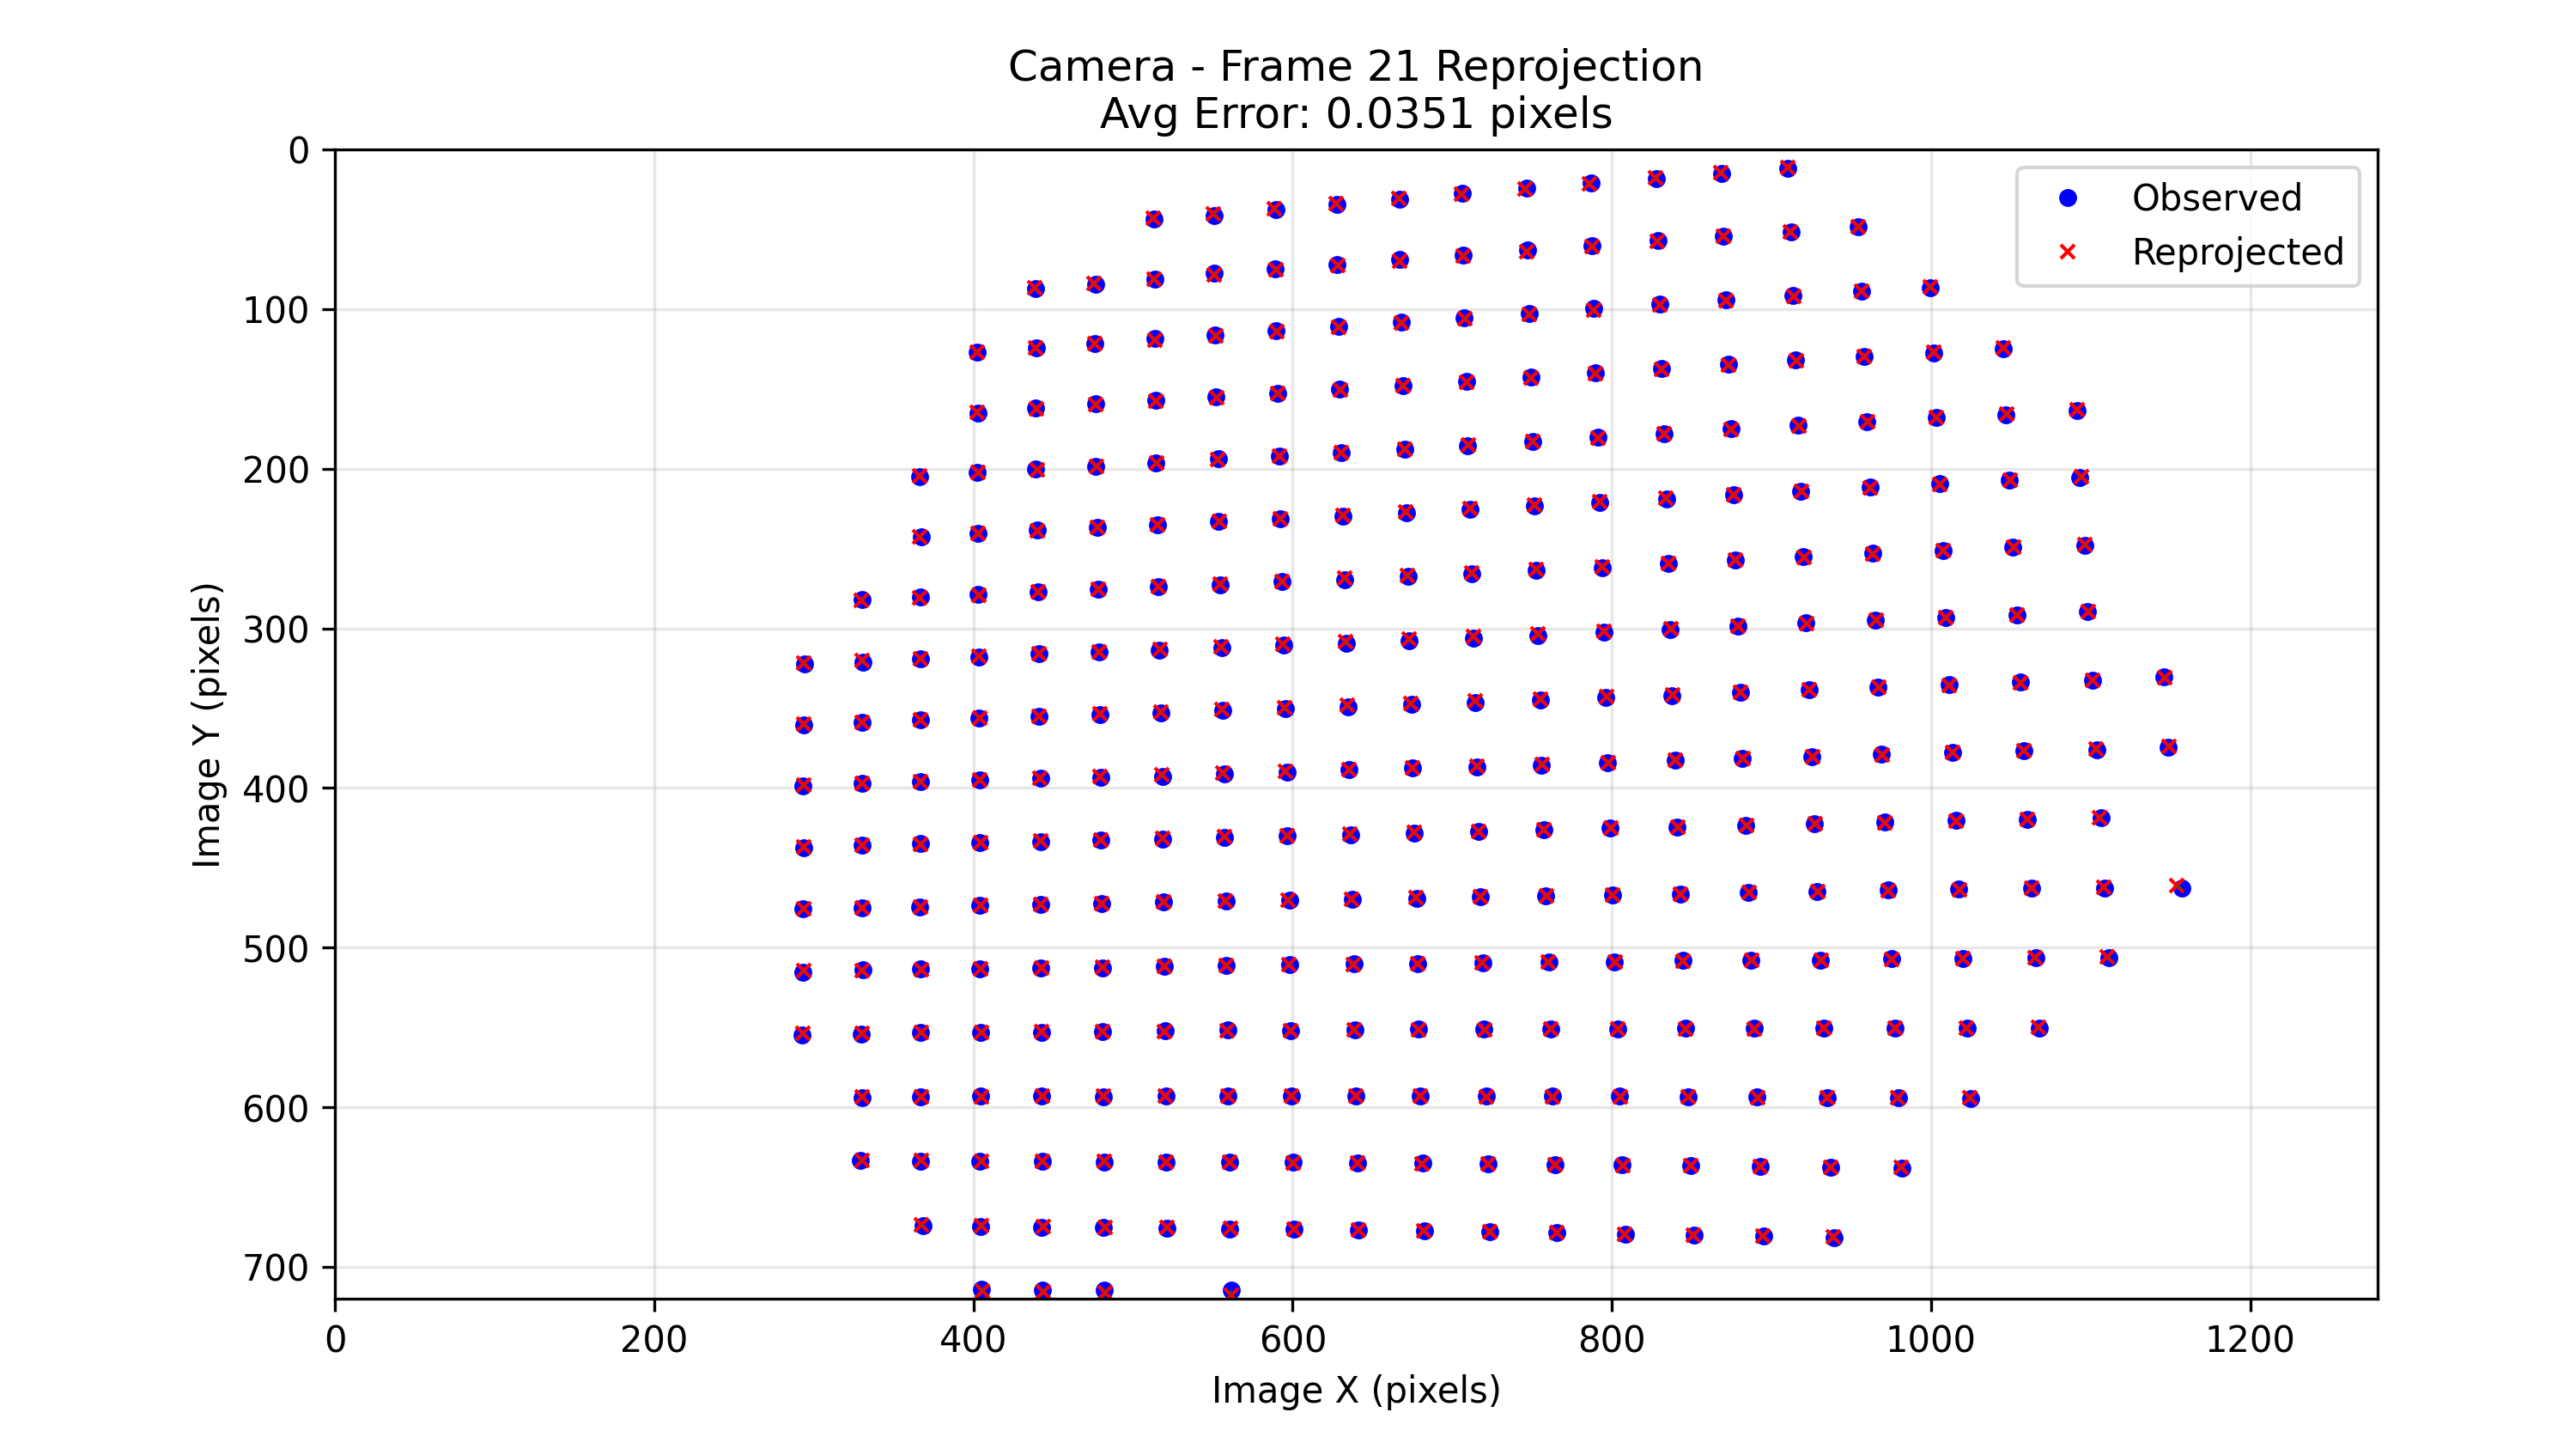 Camera - Frame 21 Reprojection
Avg Error: 0.0351 pixels
Observed
Reprojected
Image Y (pixels)
0
100
200
300
400
500
600
700
0 200 400 600 800 1000 1200
Image X (pixels)